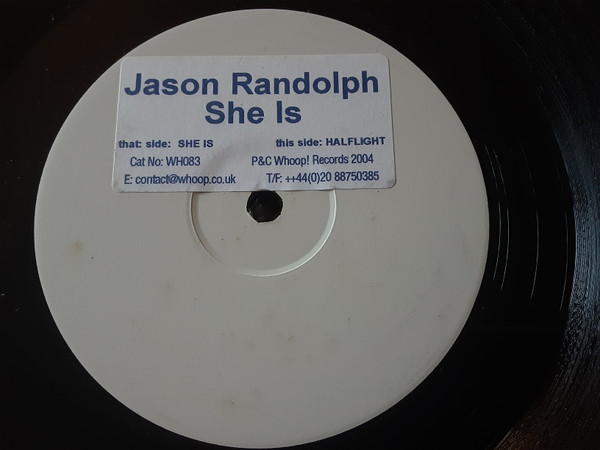 Jason Randolph
She Is
that: side: SHE IS this side: HALFLIGHT
Cat No: WH083 P&C Whoop! Records 2004
E: contact@whoop.co.uk T/F: ++44(0)20 88750385